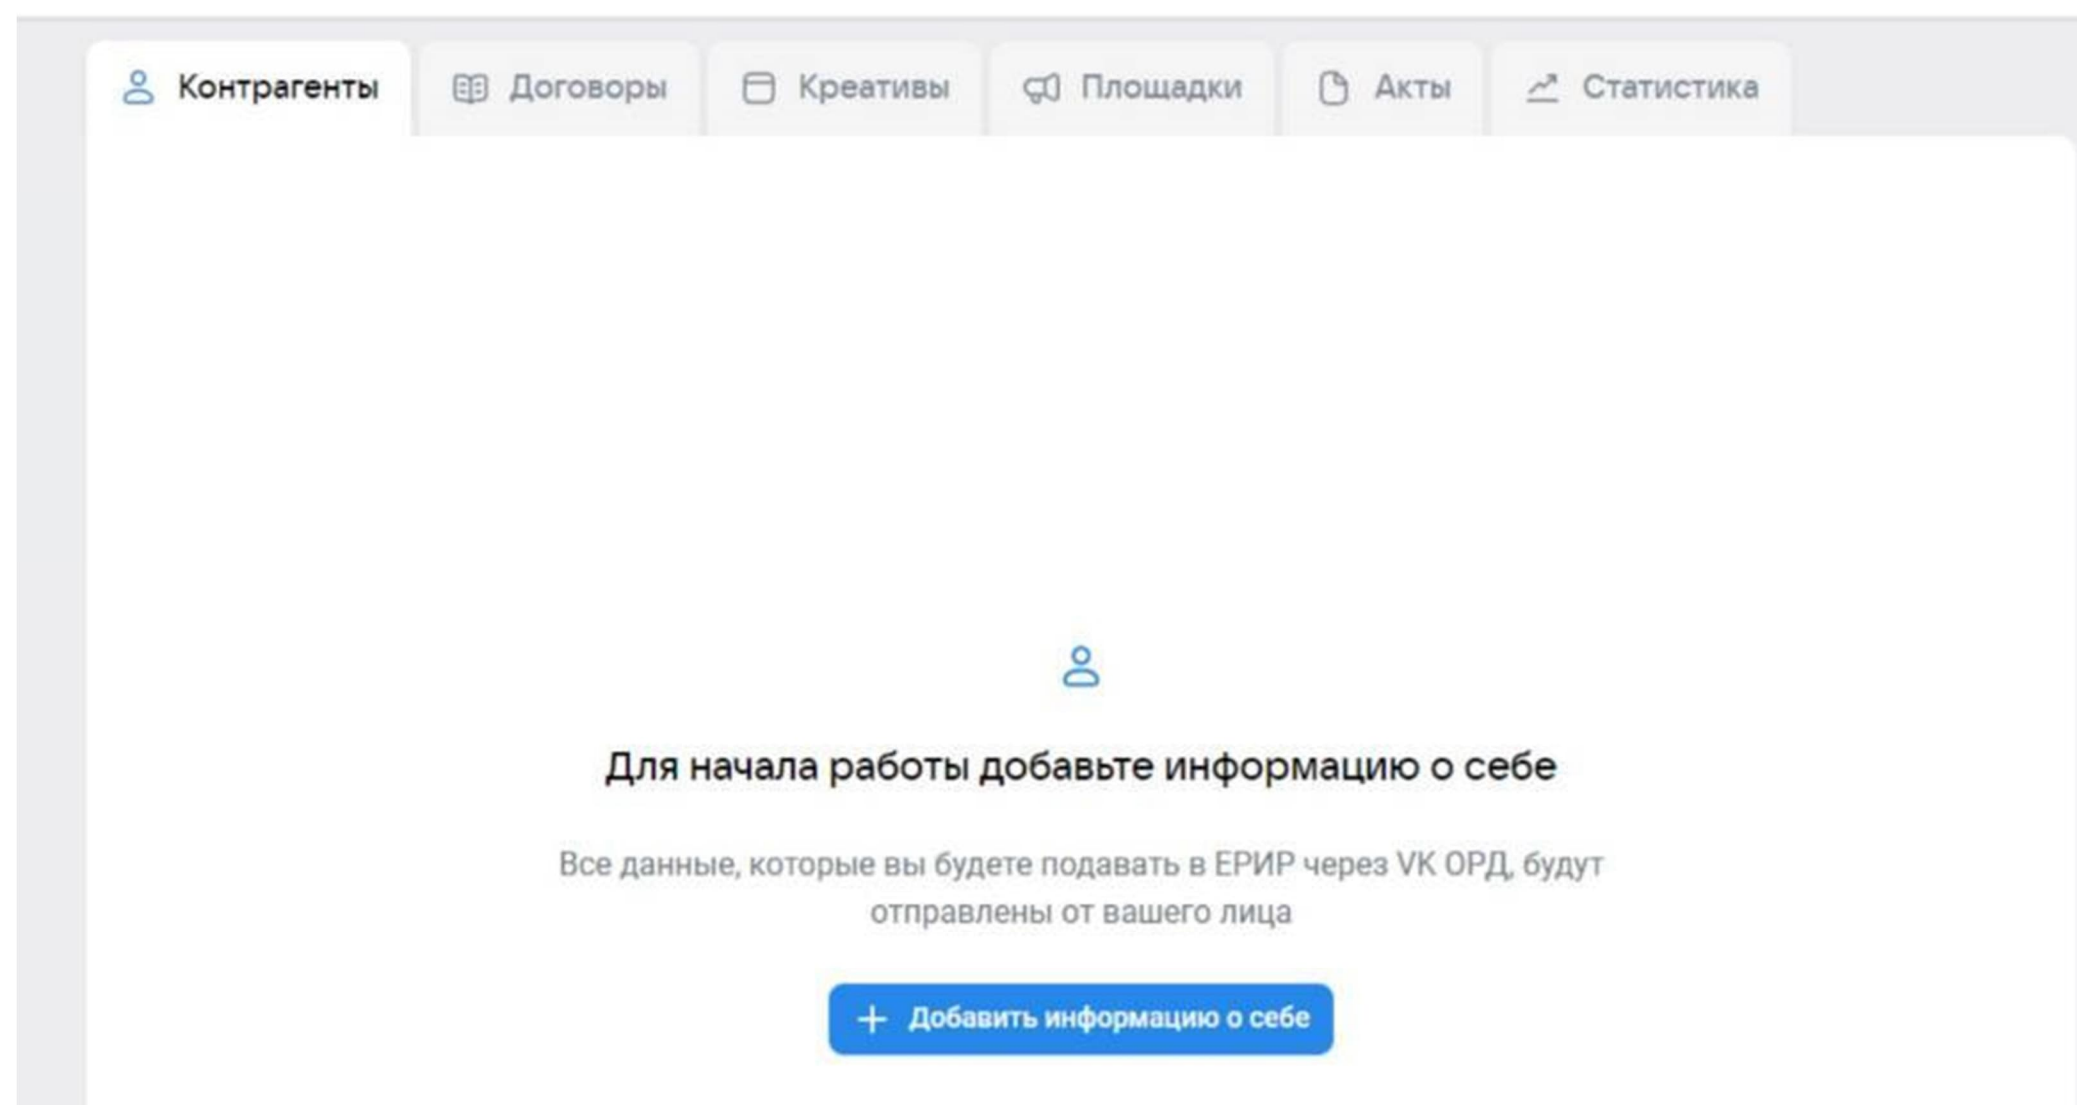 Контрагенты Договоры Креативы Площадки Акты Статистика
Для начала работы добавьте информацию о себе
Все данные, которые вы будете подавать в ЕРИР через VK ОРД, будут
отправлены от вашего лица
Добавить информацию о себе